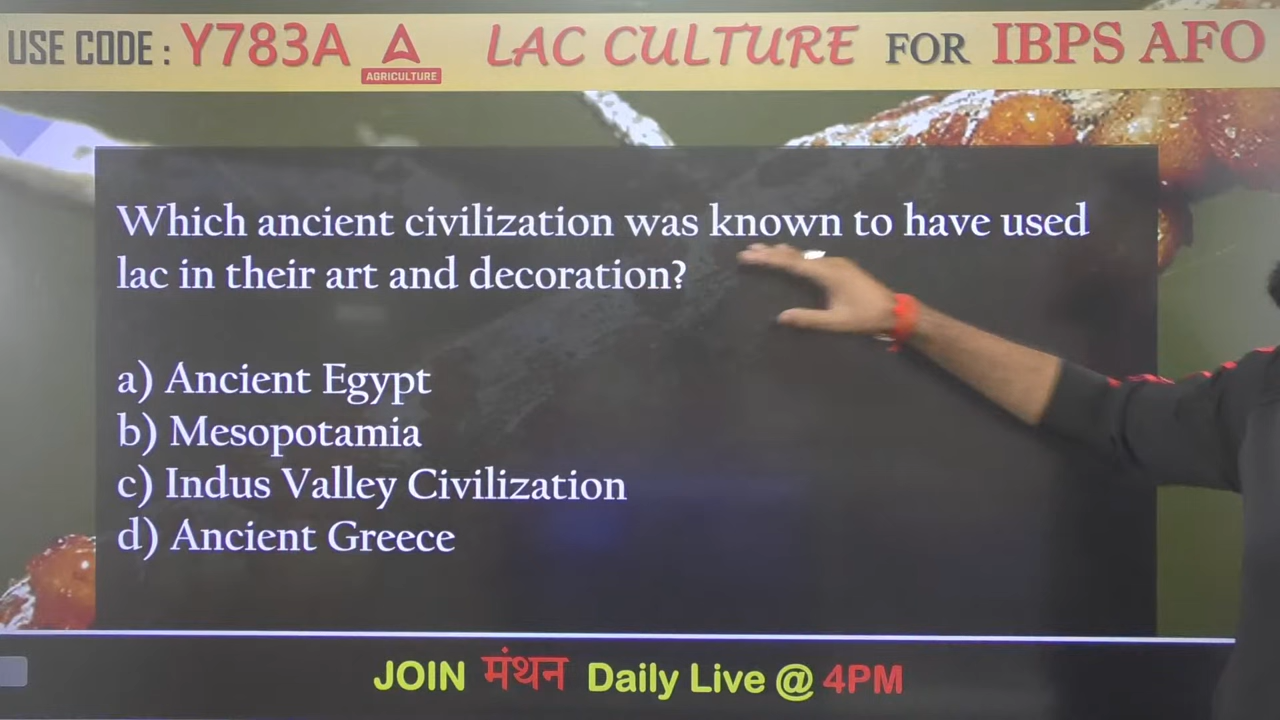 USE CODE : Y783A AGRICULTURE LAC CULTURE FOR IBPS AFO
Which ancient civilization was known to have used
lac in their art and decoration?
a) Ancient Egypt
b) Mesopotamia
c) Indus Valley Civilization
d) Ancient Greece
JOIN मंथन Daily Live @ 4PM